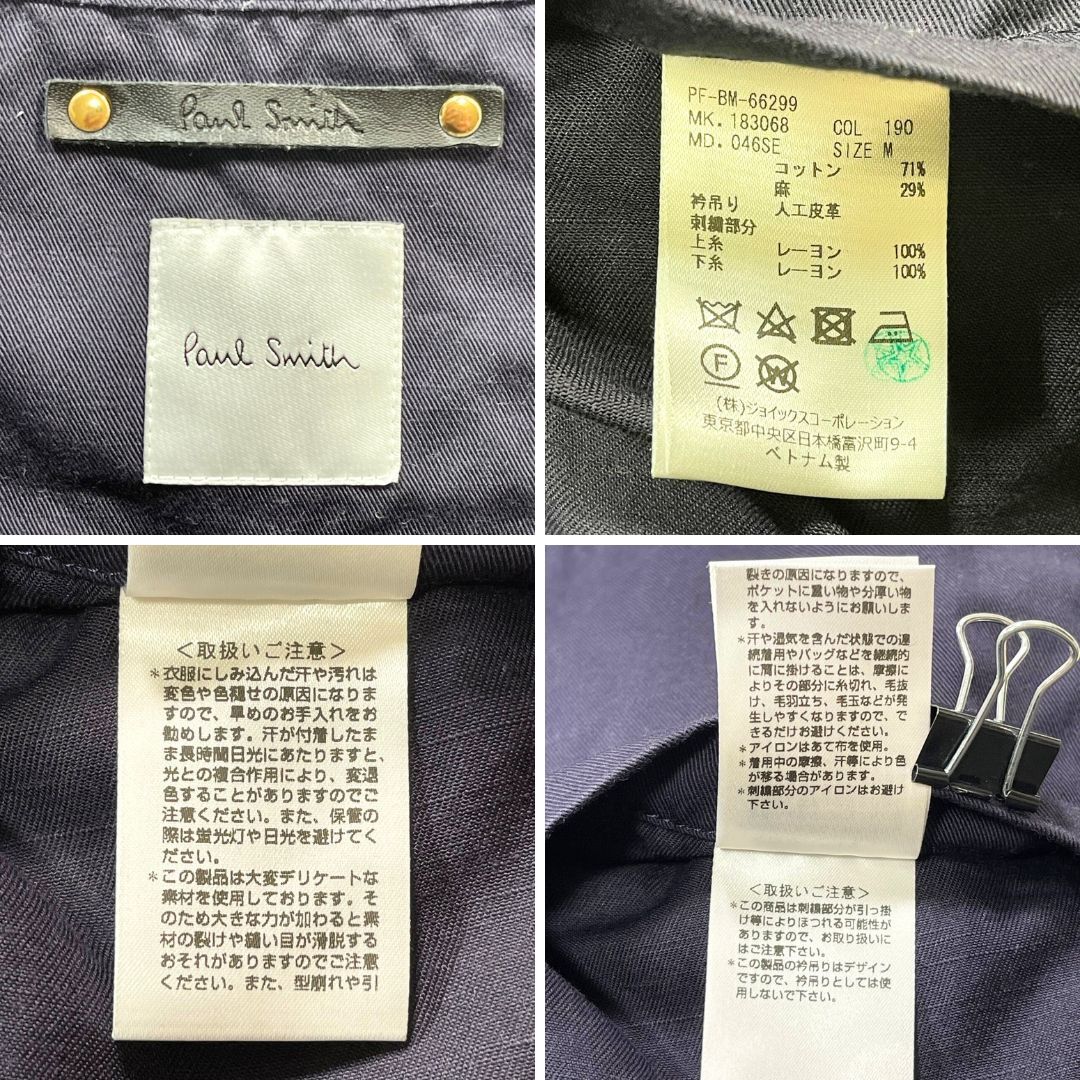 Paul Smith
Paul Smith
PF-BM-66299
MK. 183068 COL 190
MD. 046SE SIZE M
コットン 71%
麻 29%
衿吊り 人工皮革
刺繍部分
上糸 レーヨン 100%
下糸 レーヨン 100%
F
W
(株)ジョイックスコーポレーション
東京都中央区日本橋富沢町9-4
ベトナム製
<取扱いご注意>
*衣服にしみ込んだ汗や汚れは
変色や色褪せの原因になりま
すので、早めのお手入れをお
勧めします。汗が付着したま
ま長時間日光にあたりますと、
光との複合作用により、変退
色することがありますのでご
注意ください。また、保管の
際は蛍光灯や日光を避けてく
ださい。
*この製品は大変デリケートな
素材を使用しております。そ
のため大きな力が加わると素
材の裂けや縫い目が滑脱する
おそれがありますのでご注意
ください。また、型崩れや引
裂きの原因になりますので、
ポケットに重い物や分厚い物
を入れないようにお願いしま
す。
*汗や湿気を含んだ状態での連
続着用やバッグなどを継続的
に肩に掛けることは、摩擦に
よりその部分に糸切れ、毛抜
け、毛羽立ち、毛玉などが発
生しやすくなりますので、で
きるだけお避けください。
*アイロンはあて布を使用。
*着用中の摩擦、汗等により色
が移る場合があります。
*刺繍部分のアイロンはお避け
下さい。
<取扱いご注意>
*この商品は刺繍部分が引っ掛
け等によりほつれる可能性が
ありますので、お取り扱いに
はご注意下さい。
*この製品の衿吊りはデザイン
ですので、衿吊りとしては使
用しないで下さい。